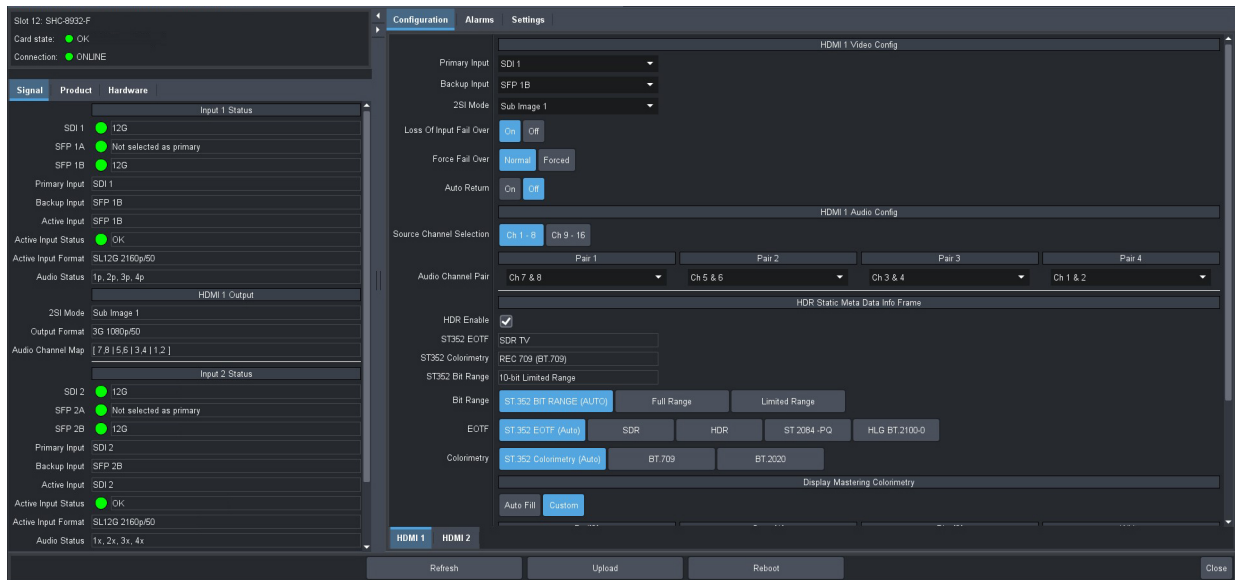 Slot 12: SHC-8932-F
Card state: OK
Connection: ONLINE
Signal Product Hardware
Input 1 Status
SDI 1 12G
SFP 1A Not selected as primary
SFP 1B 12G
Primary Input SDI 1
Backup Input SFP 1B
Active Input SFP 1B
Active Input Status OK
Active Input Format SL12G 2160p/50
Audio Status 1p, 2p, 3p, 4p
HDMI 1 Output
2SI Mode Sub Image 1
Output Format 3G 1080p/50
Audio Channel Map [ 7,8 | 5,6 | 3,4 | 1,2 ]
Input 2 Status
SDI 2 12G
SFP 2A Not selected as primary
SFP 2B 12G
Primary Input SDI 2
Backup Input SFP 2B
Active Input SDI 2
Active Input Status OK
Active Input Format SL12G 2160p/50
Audio Status 1x, 2x, 3x, 4x
Configuration Alarms Settings
HDMI 1 Video Config
Primary Input SDI 1
Backup Input SFP 1B
2SI Mode Sub Image 1
Loss Of Input Fail Over On Off
Force Fail Over Normal Forced
Auto Return On Off
HDMI 1 Audio Config
Source Channel Selection Ch 1 - 8 Ch 9 - 16
Pair 1 Pair 2 Pair 3 Pair 4
Audio Channel Pair Ch 7 & 8 Ch 5 & 6 Ch 3 & 4 Ch 1 & 2
HDR Static Meta Data Info Frame
HDR Enable
ST352 EOTF SDR TV
ST352 Colorimetry REC 709 (BT.709)
ST352 Bit Range 10-bit Limited Range
Bit Range ST.352 BIT RANGE (AUTO) Full Range Limited Range
EOTF ST.352 EOTF (Auto) SDR HDR ST 2084 -PQ HLG BT.2100-0
Colorimetry ST.352 Colorimetry (Auto) BT.709 BT.2020
Display Mastering Colorimetry
Auto Fill Custom
HDMI 1 HDMI 2
Refresh Upload Reboot Close